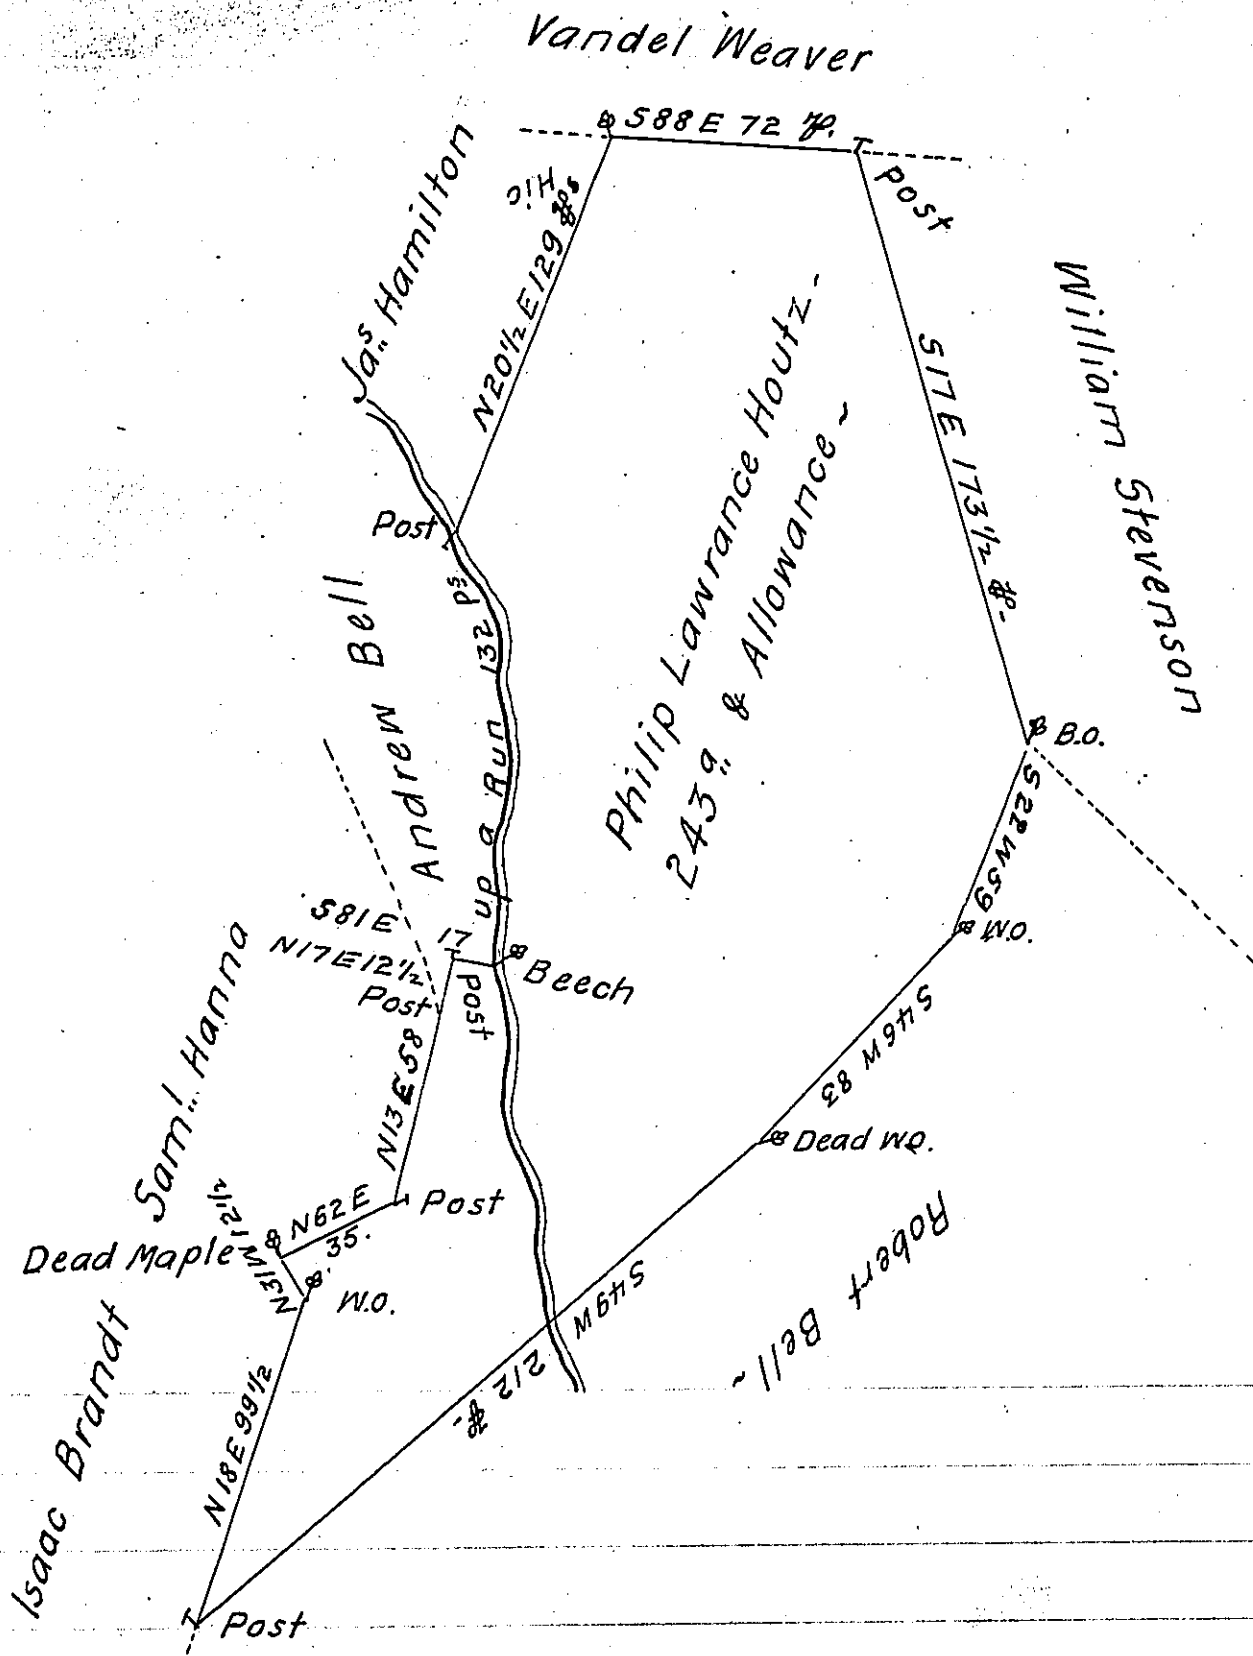 Vandel Weaver
S88E 72 p.
Post
Hic
Jas. Hamilton
N20½E129 ps
William Stevenson
S17E 173½ p.
Philip Lawrance Houtz.
243a. & Allowance
Post
Andrew Bell
up a Run 132 ps
B.O.
S22W59
W.O.
S81E 17
N17E12½
Post
Post
Beech
S46W 83
Dead W.O.
Saml. Hanna
N13E58
Post
N62E
35.
Dead Maple
N31W 12½
W.O.
Robert Bell
S49W
212 p.
Isaac Brandt
N18E99½
Post